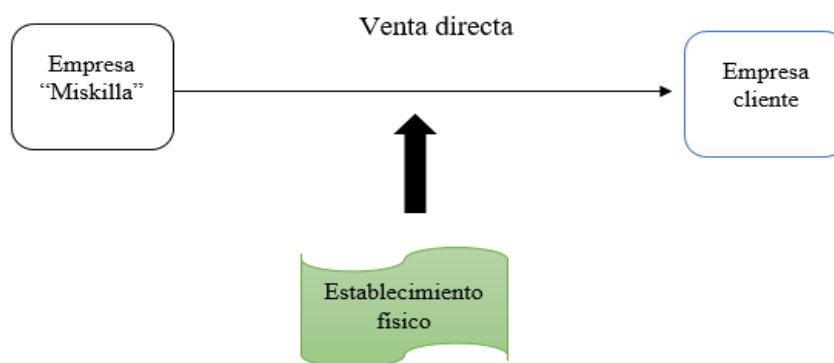 Venta directa
Empresa
“Miskilla”
Empresa
cliente
Establecimiento
físico